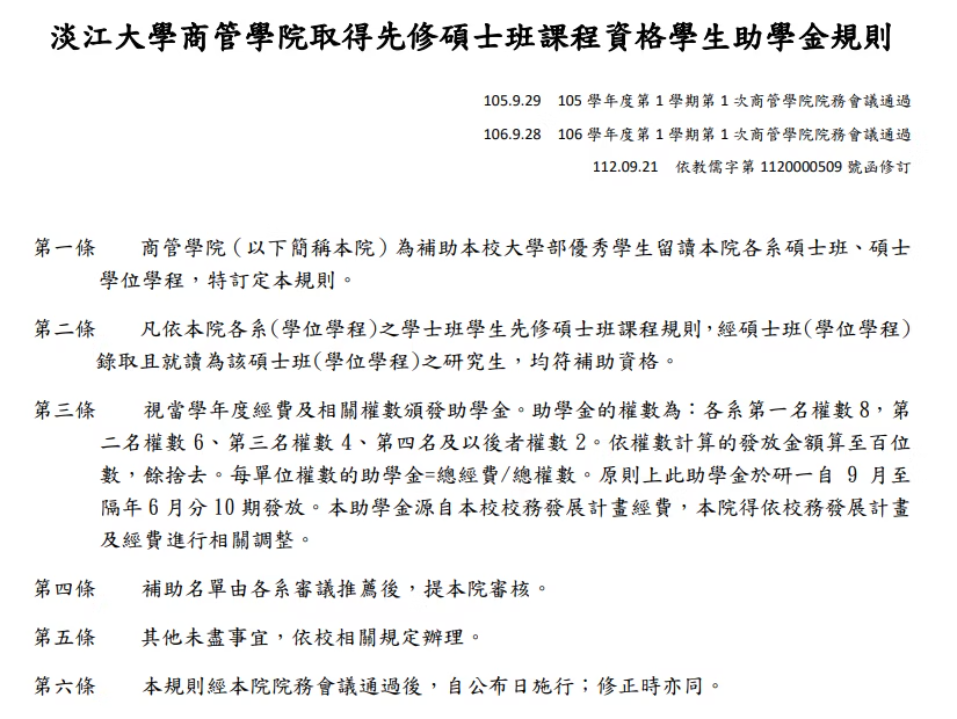 淡江大學商管學院取得先修碩士班課程資格學生助學金規則
105.9.29 105 學年度第 1 學期第 1 次商管學院院務會議通過
106.9.28 106 學年度第 1 學期第 1 次商管學院院務會議通過
112.09.21 依教儒字第 1120000509 號函修訂
第一條 商管學院（以下簡稱本院）為補助本校大學部優秀學生留讀本院各系碩士班、碩士
學位學程，特訂定本規則。
第二條 凡依本院各系(學位學程)之學士班學生先修碩士班課程規則，經碩士班(學位學程)
錄取且就讀為該碩士班(學位學程)之研究生，均符補助資格。
第三條 視當學年度經費及相關權數頒發助學金。助學金的權數為：各系第一名權數 8，第
二名權數 6、第三名權數 4、第四名及以後者權數 2。依權數計算的發放金額算至百位
數，餘捨去。每單位權數的助學金=總經費/總權數。原則上此助學金於研一自 9 月至
隔年 6 月分 10 期發放。本助學金源自本校校務發展計畫經費，本院得依校務發展計畫
及經費進行相關調整。
第四條 補助名單由各系審議推薦後，提本院審核。
第五條 其他未盡事宜，依校相關規定辦理。
第六條 本規則經本院院務會議通過後，自公布日施行；修正時亦同。